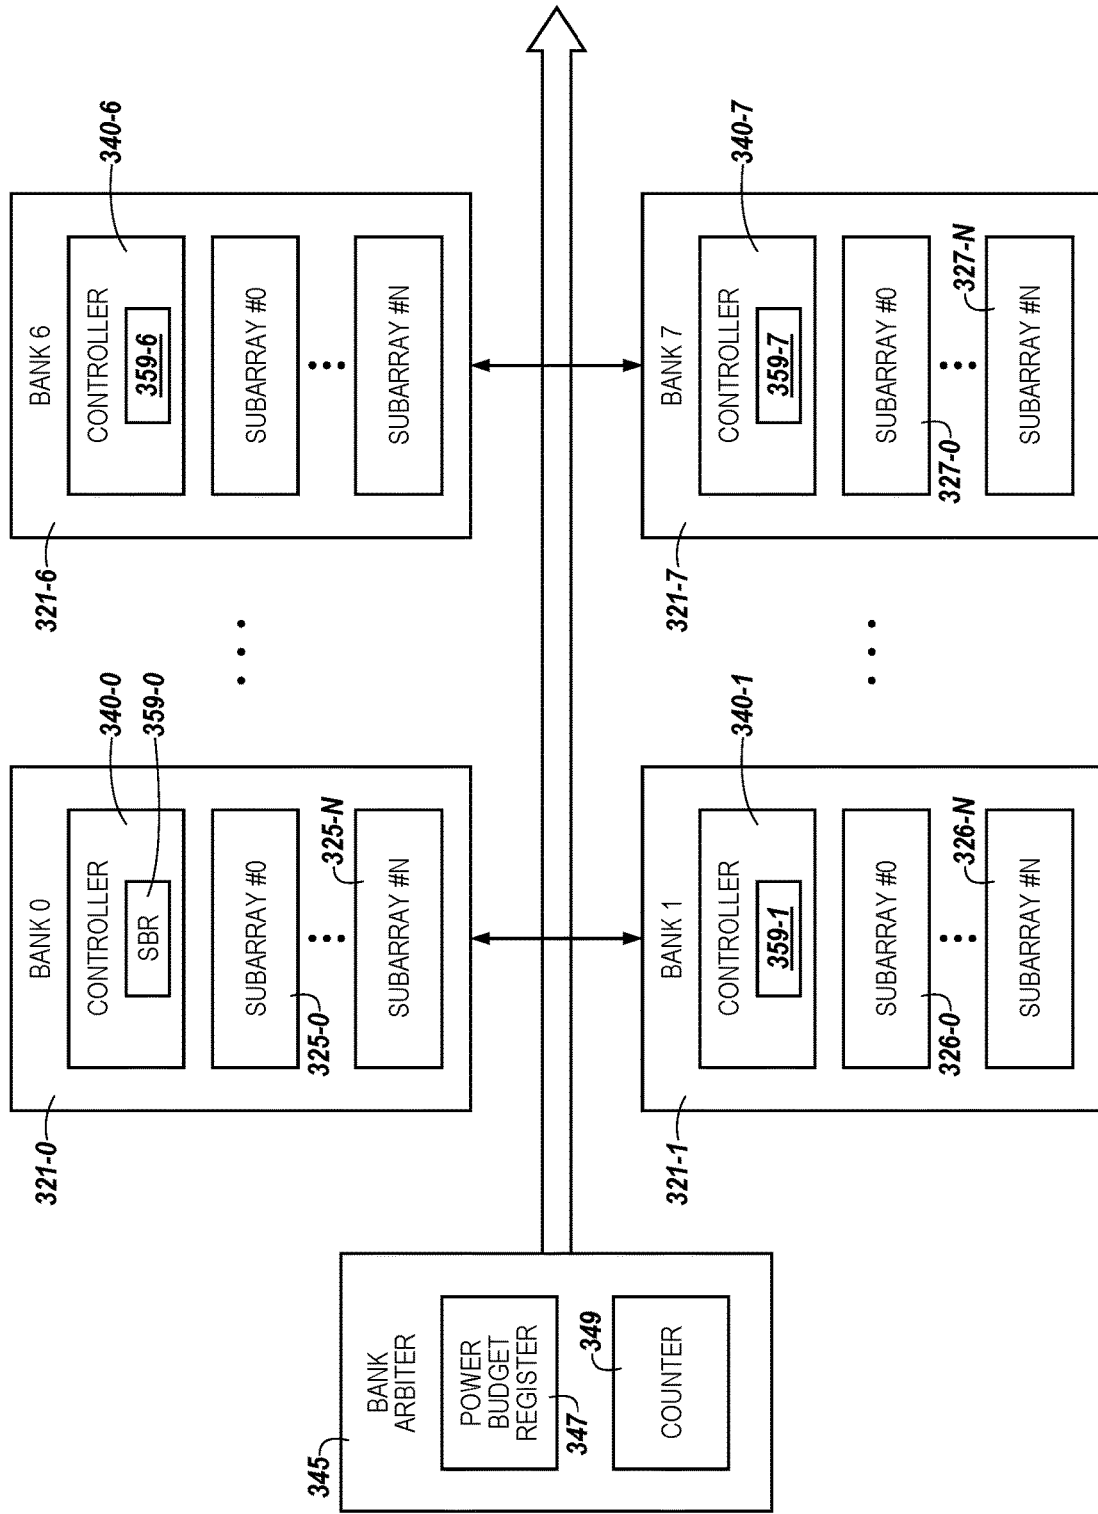 345
BANK
ARBITER
POWER
BUDGET
REGISTER
347
349
COUNTER
321-0
BANK 0
CONTROLLER
SBR
340-0
359-0
SUBARRAY #0
325-0
325-N
SUBARRAY #N
321-6
BANK 6
CONTROLLER
359-6
340-6
SUBARRAY #0
SUBARRAY #N
321-1
BANK 1
CONTROLLER
359-1
340-1
SUBARRAY #0
326-0
326-N
SUBARRAY #N
321-7
BANK 7
CONTROLLER
359-7
340-7
SUBARRAY #0
327-0
327-N
SUBARRAY #N